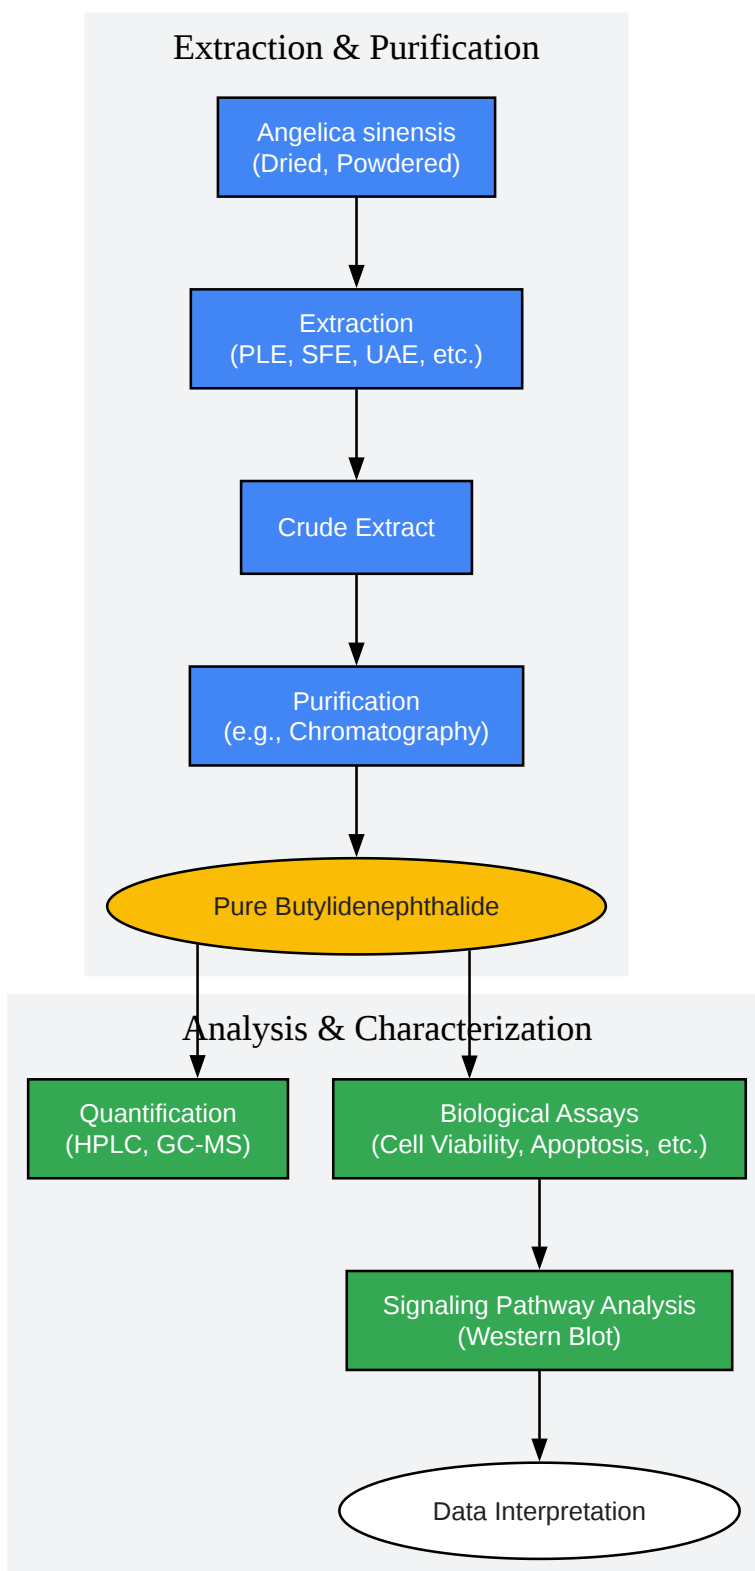 Extraction & Purification
Angelica sinensis
(Dried, Powdered)
Extraction
(PLE, SFE, UAE, etc.)
Crude Extract
Purification
(e.g., Chromatography)
Pure Butylidenephthalide
Analysis & Characterization
Quantification
(HPLC, GC-MS)
Biological Assays
(Cell Viability, Apoptosis, etc.)
Signaling Pathway Analysis
(Western Blot)
Data Interpretation